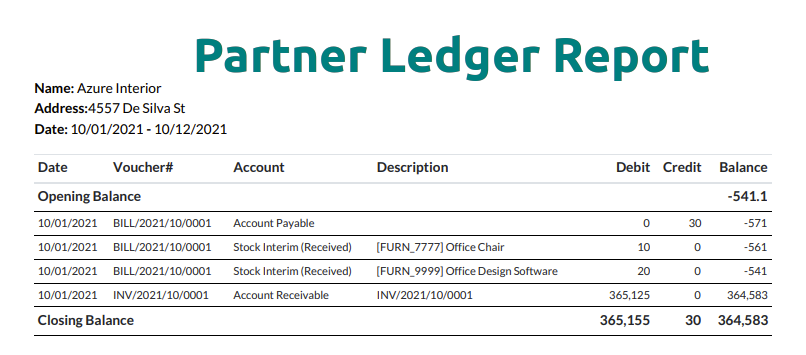 Partner Ledger Report
Name: Azure Interior
Address:4557 De Silva St
Date: 10/01/2021 - 10/12/2021
Date Voucher# Account Description Debit Credit Balance
Opening Balance -541.1
10/01/2021 BILL/2021/10/0001 Account Payable 0 30 -571
10/01/2021 BILL/2021/10/0001 Stock Interim (Received) [FURN_7777] Office Chair 10 0 -561
10/01/2021 BILL/2021/10/0001 Stock Interim (Received) [FURN_9999] Office Design Software 20 0 -541
10/01/2021 INV/2021/10/0001 Account Receivable INV/2021/10/0001 365,125 0 364,583
Closing Balance 365,155 30 364,583